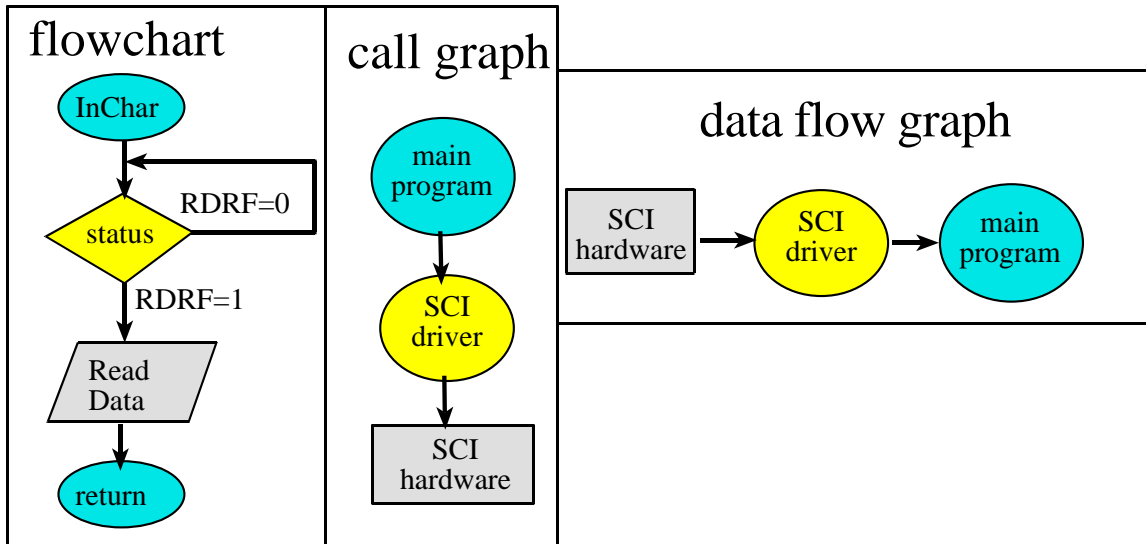 flowchart
InChar
RDRF=0
status
RDRF=1
Read
Data
return
call graph
main
program
SCI
driver
SCI
hardware
data flow graph
SCI
hardware
SCI
driver
main
program